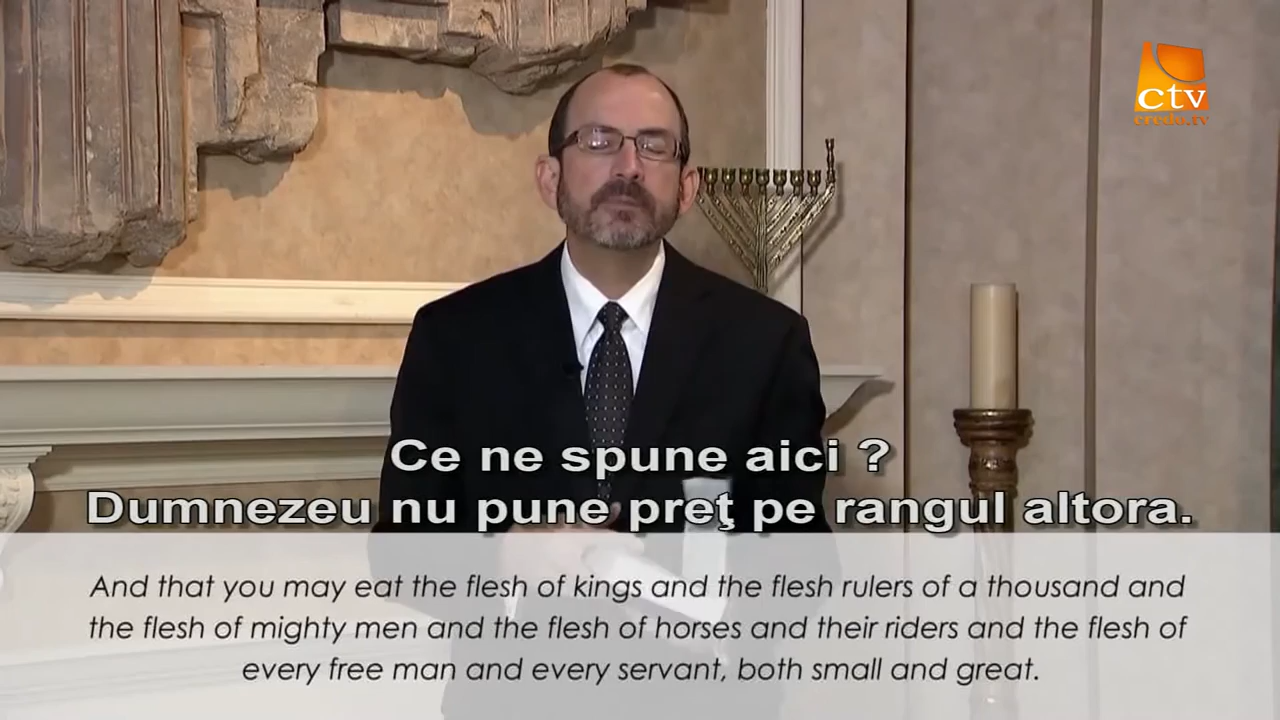 ctv
credo.tv
Ce ne spune aici ?
Dumnezeu nu pune preţ pe rangul altora.
And that you may eat the flesh of kings and the flesh rulers of a thousand and
the flesh of mighty men and the flesh of horses and their riders and the flesh of
every free man and every servant, both small and great.